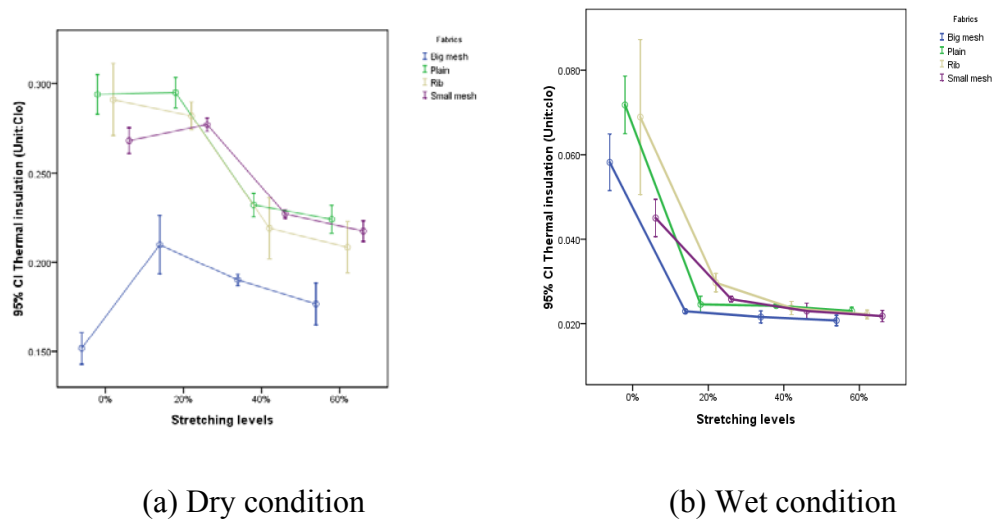 Fabrics
Big mesh
Plain
Rib
Small mesh
95% CI Thermal insulation (Unit:Clo)
0.300
0.250
0.200
0.150
0% 20% 40% 60%
Stretching levels
(a) Dry condition
Fabrics
Big mesh
Plain
Rib
Small mesh
95% CI Thermal insulation (Unit:clo)
0.080
0.060
0.040
0.020
0% 20% 40% 60%
Stretching levels
(b) Wet condition